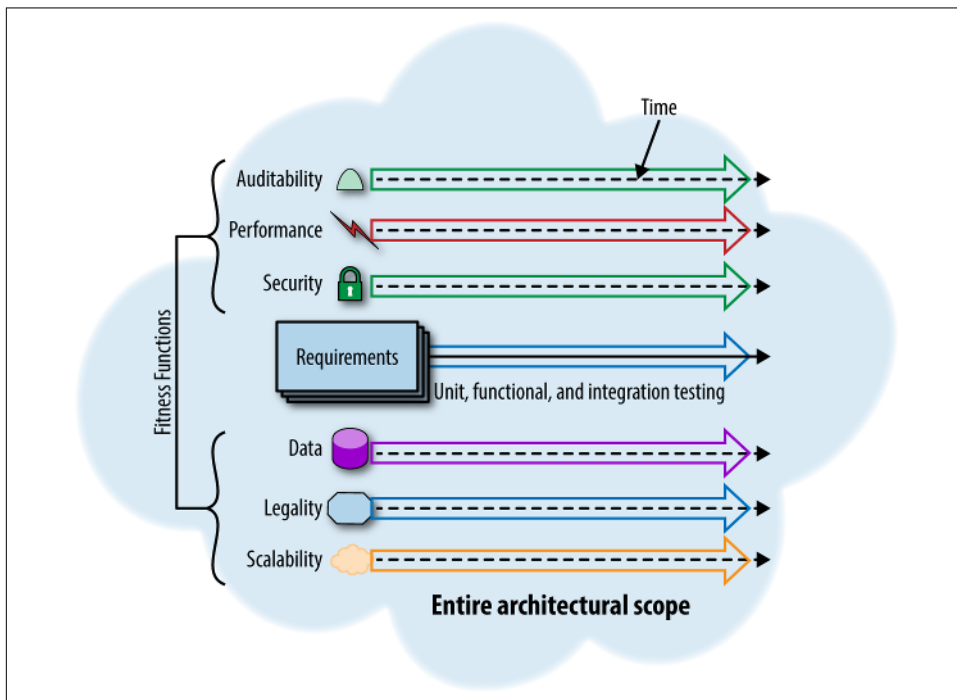 Time
Auditability
Performance
Security
Fitness Functions
Requirements
Unit, functional, and integration testing
Data
Legality
Scalability
Entire architectural scope